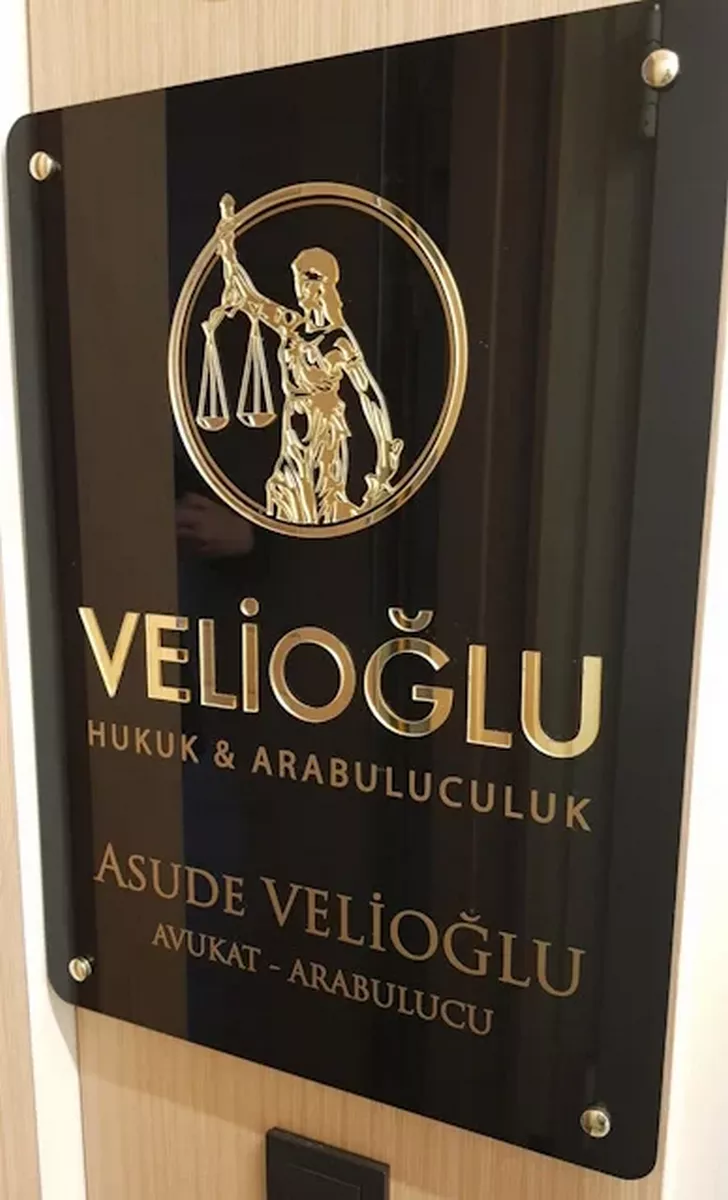 VELİOĞLU
HUKUK & ARABULUCULUK
ASUDE VELİOĞLU
AVUKAT - ARABULUCU